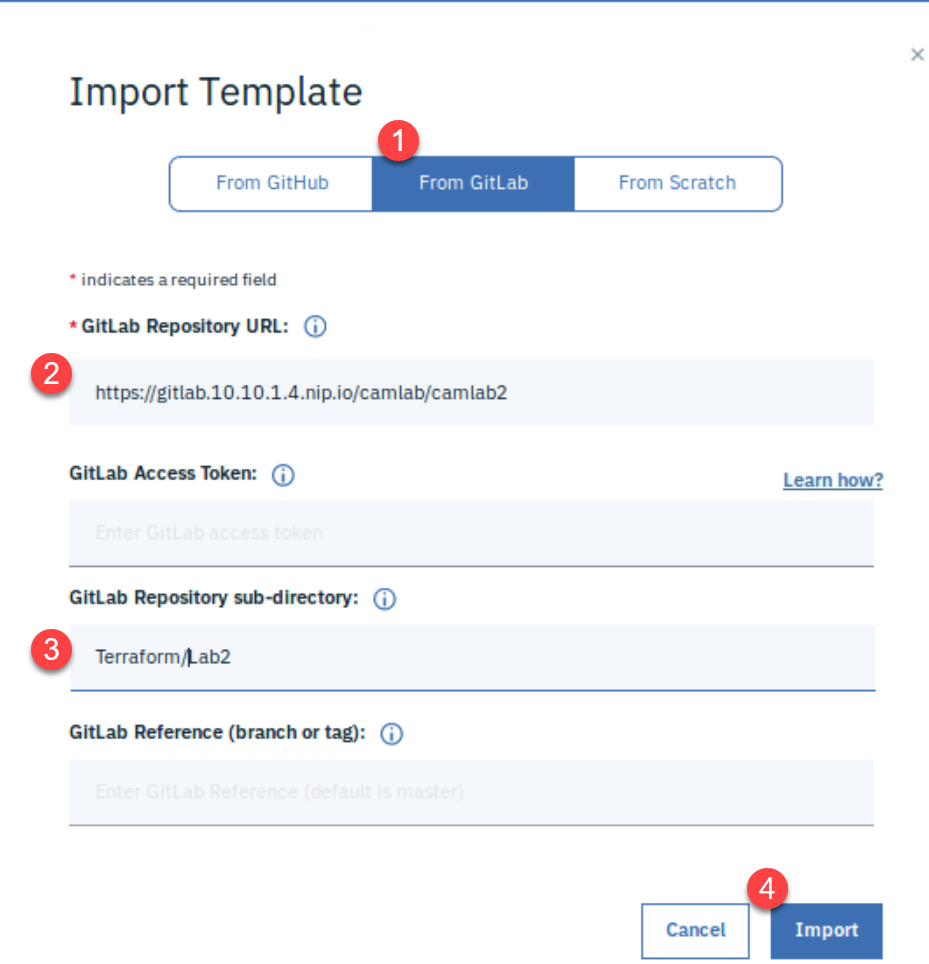 ×
Import Template
1
From GitHub From GitLab From Scratch
* indicates a required field
* GitLab Repository URL: i
2
https://gitlab.10.10.1.4.nip.io/camlab/camlab2
GitLab Access Token: i
Learn how?
Enter GitLab access token
GitLab Repository sub-directory: i
3
Terraform/Lab2
GitLab Reference (branch or tag): i
Enter GitLab Reference (default is master)
4
Cancel Import